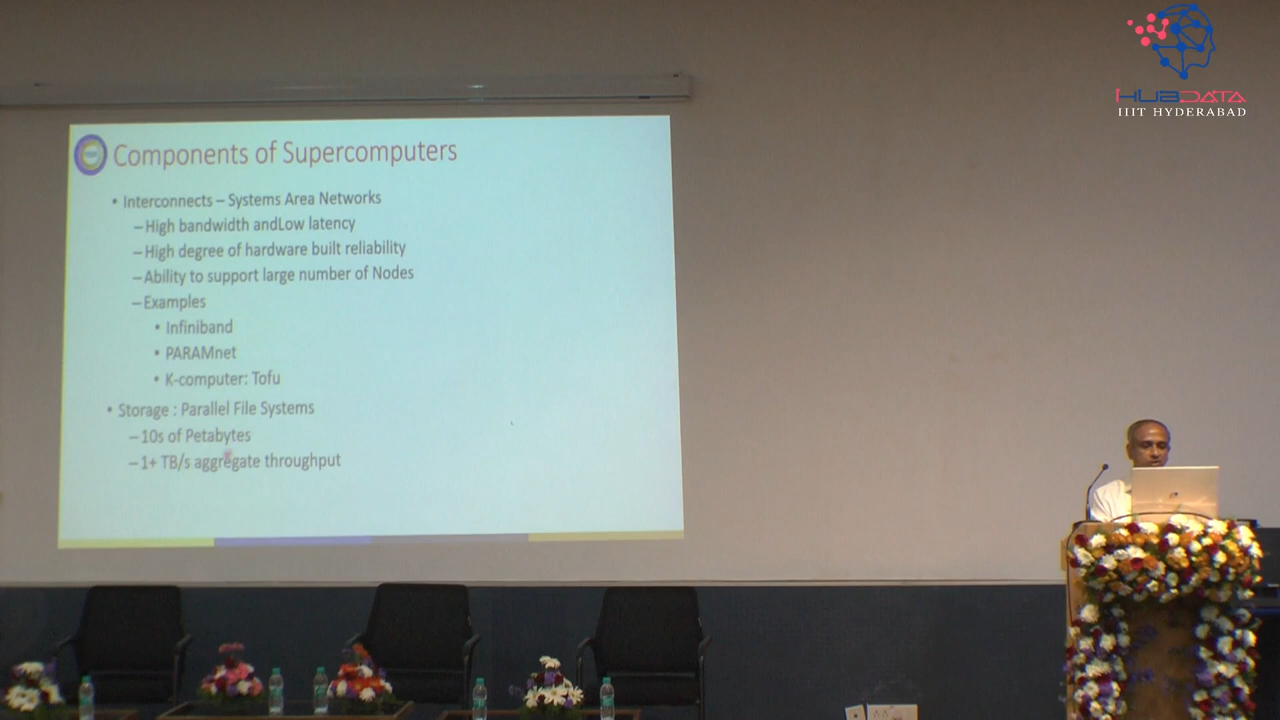 Components of Supercomputers
• Interconnects – Systems Area Networks
– High bandwidth andLow latency
– High degree of hardware built reliability
– Ability to support large number of Nodes
– Examples
• Infiniband
• PARAMnet
• K-computer: Tofu
• Storage : Parallel File Systems
– 10s of Petabytes
– 1+ TB/s aggregate throughput
iHUBDATA
IIIT HYDERABAD